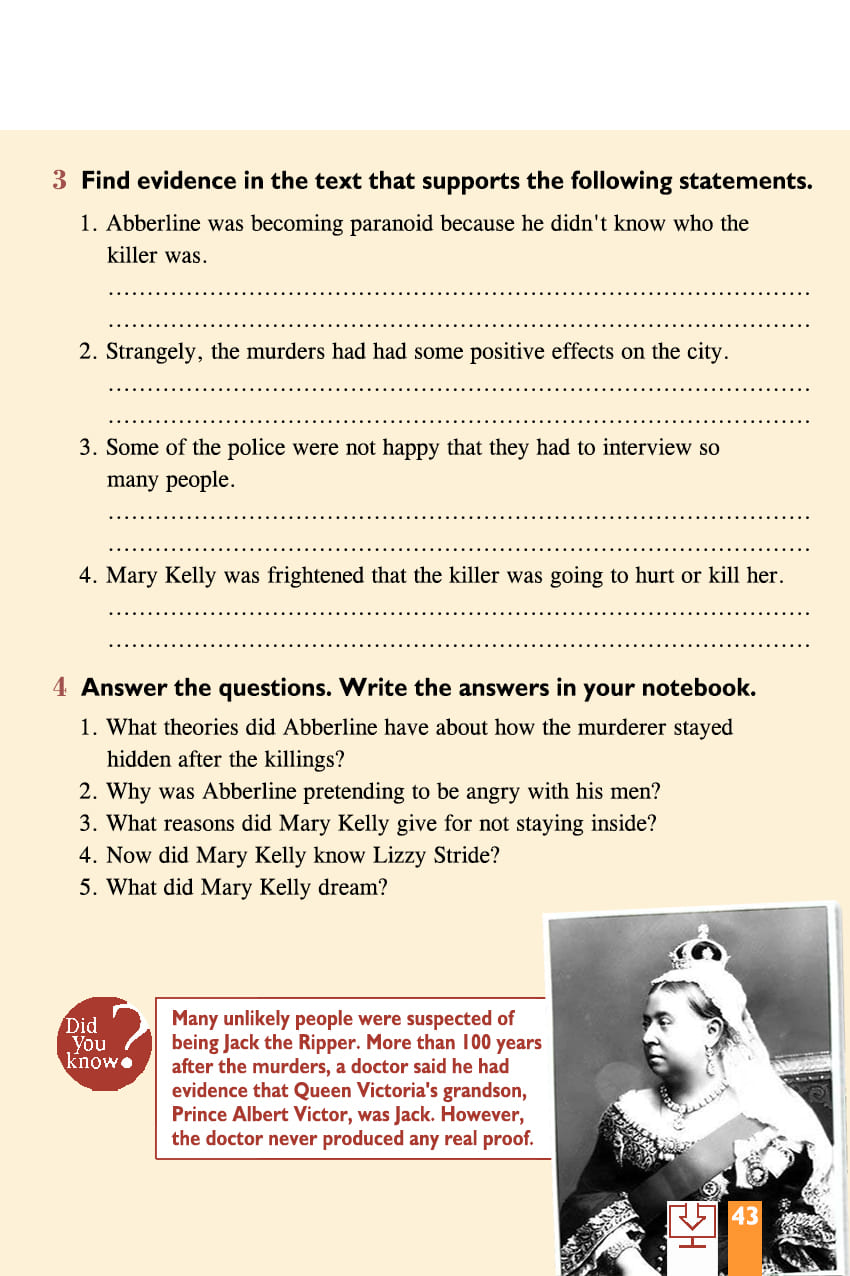 3 Find evidence in the text that supports the following statements.
1. Abberline was becoming paranoid because he didn't know who the
killer was.
........................................................................................
........................................................................................
2. Strangely, the murders had had some positive effects on the city.
........................................................................................
........................................................................................
3. Some of the police were not happy that they had to interview so
many people.
........................................................................................
........................................................................................
4. Mary Kelly was frightened that the killer was going to hurt or kill her.
........................................................................................
........................................................................................
4 Answer the questions. Write the answers in your notebook.
1. What theories did Abberline have about how the murderer stayed
hidden after the killings?
2. Why was Abberline pretending to be angry with his men?
3. What reasons did Mary Kelly give for not staying inside?
4. Now did Mary Kelly know Lizzy Stride?
5. What did Mary Kelly dream?
Did
You
know?
Many unlikely people were suspected of
being Jack the Ripper. More than 100 years
after the murders, a doctor said he had
evidence that Queen Victoria's grandson,
Prince Albert Victor, was Jack. However,
the doctor never produced any real proof.
43